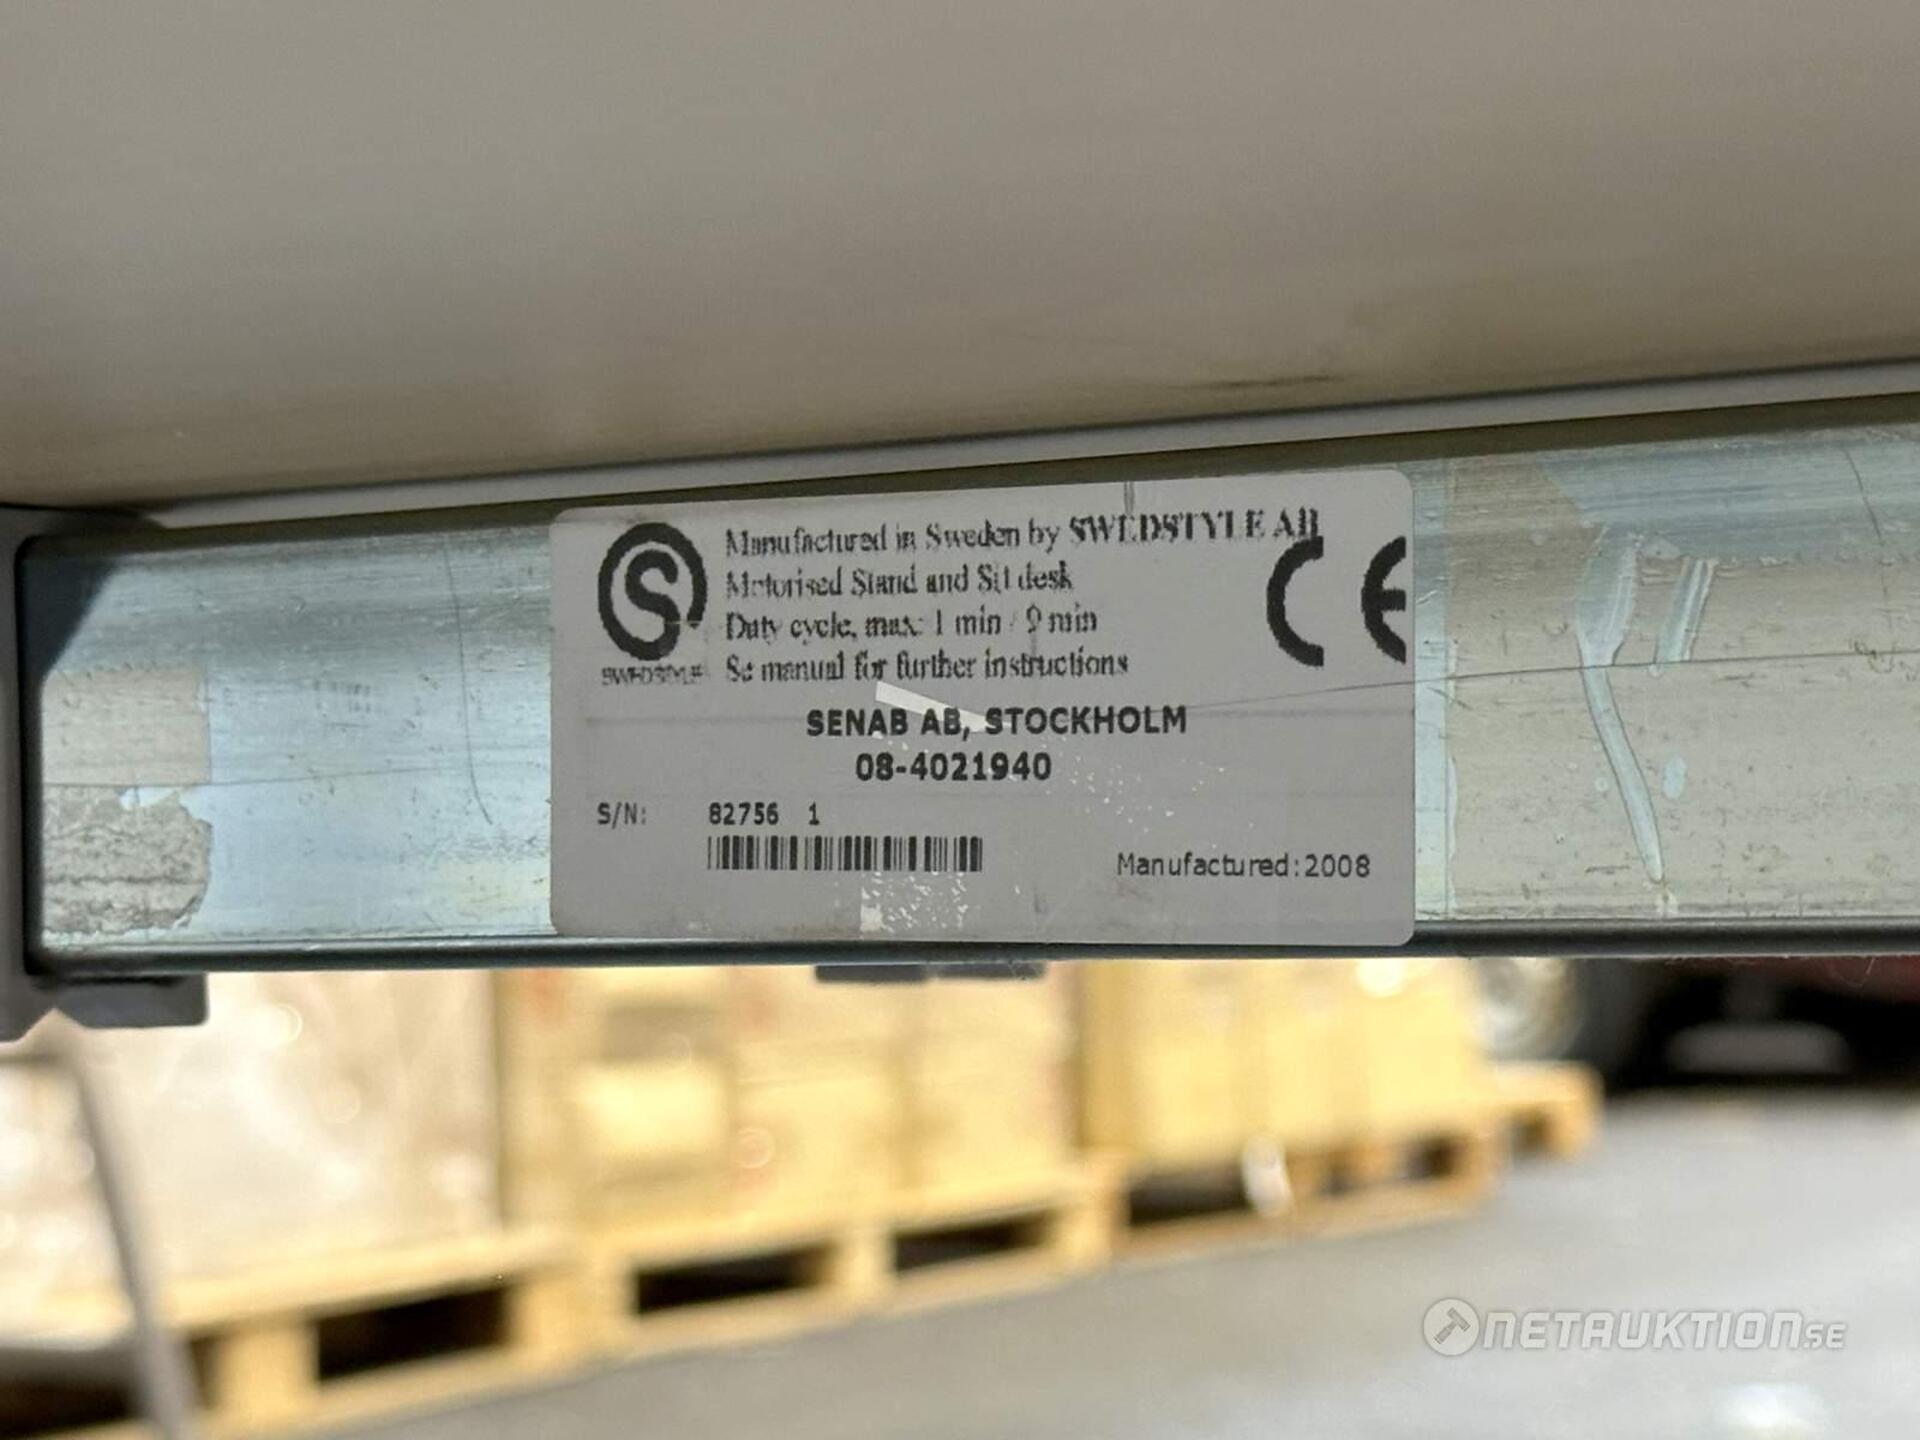 Manufactured in Sweden by SWEDSTYLE AB
Motorised Stand and Sit desk
Duty cycle, max: 1 min / 9 min
Se manual for further instructions
S
SWEDSTYLE
CE
SENAB AB, STOCKHOLM
08-4021940
S/N: 82756 1
Manufactured:2008
NETAUKTION.SE